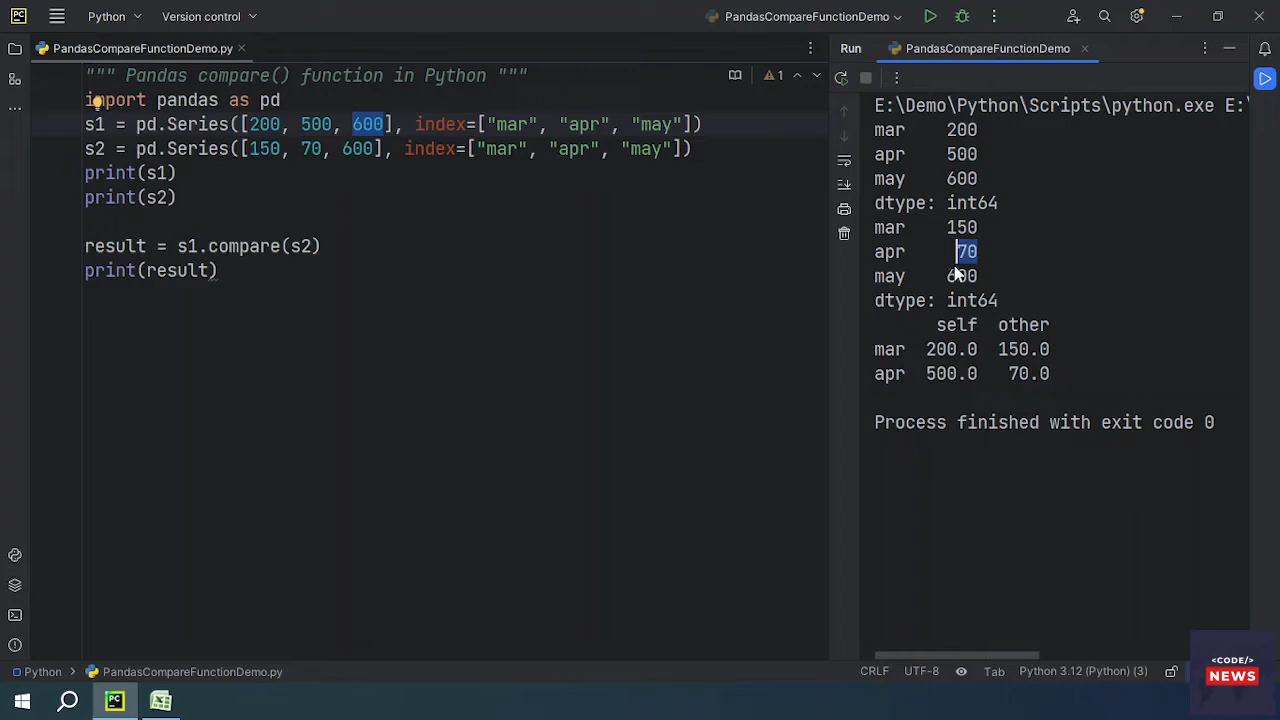 PC Python Version control PandasCompareFunctionDemo
PandasCompareFunctionDemo.py
Run PandasCompareFunctionDemo
""" Pandas compare() function in Python """
1
import pandas as pd
s1 = pd.Series([200, 500, 600], index=["mar", "apr", "may"])
s2 = pd.Series([150, 70, 600], index=["mar", "apr", "may"])
print(s1)
print(s2)
result = s1.compare(s2)
print(result)
E:\Demo\Python\Scripts\python.exe E:\
mar 200
apr 500
may 600
dtype: int64
mar 150
apr 70
may 600
dtype: int64
self other
mar 200.0 150.0
apr 500.0 70.0
Process finished with exit code 0
Python PandasCompareFunctionDemo.py CRLF UTF-8 Tab Python 3.12 (Python) (3)
PC
<CODE/>
NEWS